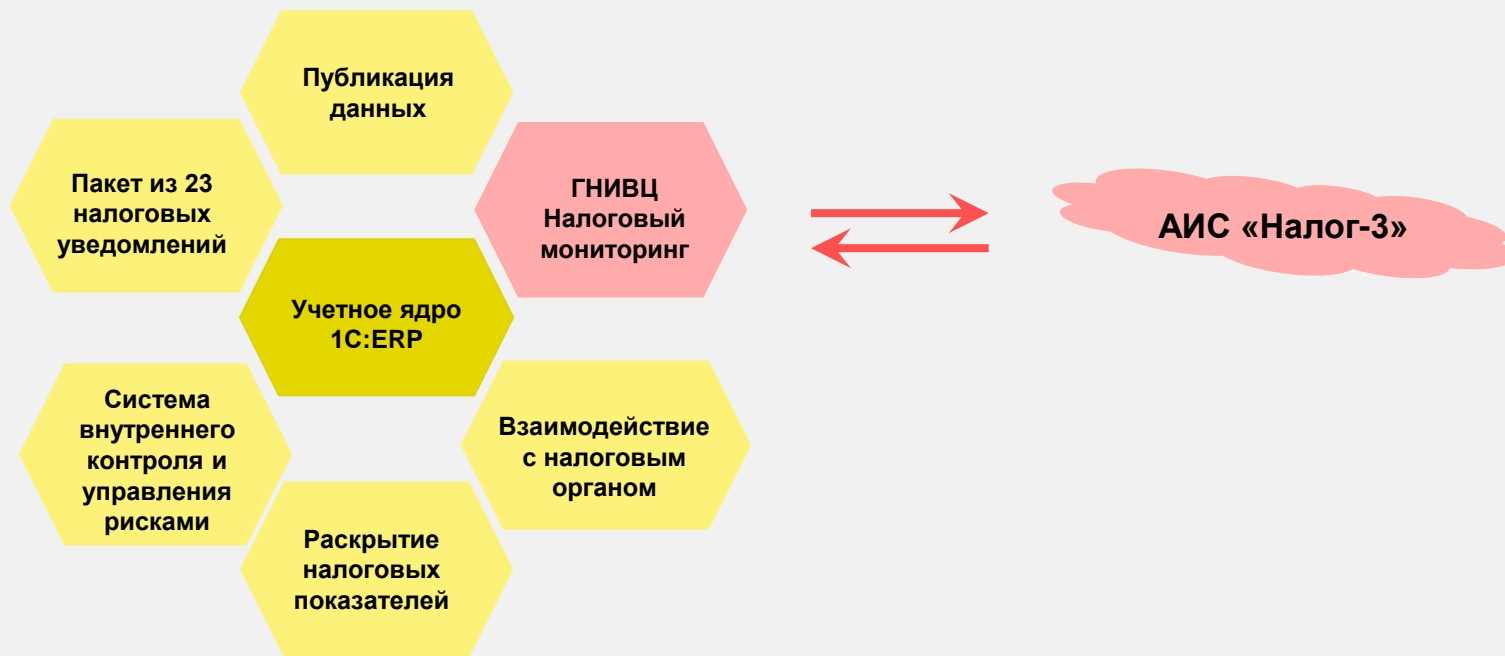 Публикация
данных
Пакет из 23
налоговых
уведомлений
ГНИВЦ
Налоговый
мониторинг
АИС «Налог-3»
Учетное ядро
1С:ERP
Система
внутреннего
контроля и
управления
рисками
Взаимодействие
с налоговым
органом
Раскрытие
налоговых
показателей